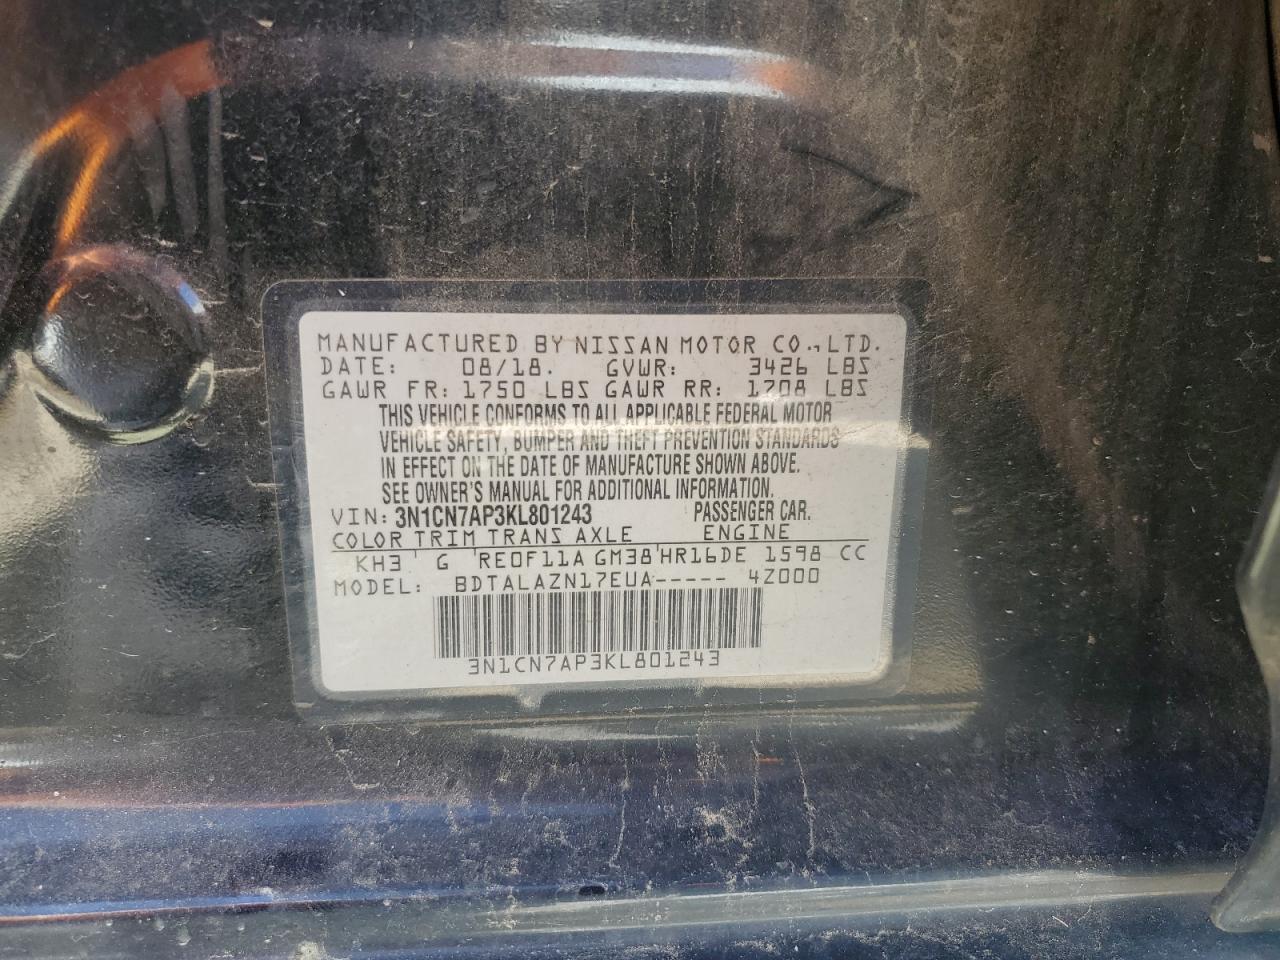 MANUFACTURED BY NISSAN MOTOR CO., LTD.
DATE: 08/18. GVWR: 3426 LBS
GAWR FR: 1750 LBS GAWR RR: 1708 LBS
THIS VEHICLE CONFORMS TO ALL APPLICABLE FEDERAL MOTOR
VEHICLE SAFETY, BUMPER AND THEFT PREVENTION STANDARDS
IN EFFECT ON THE DATE OF MANUFACTURE SHOWN ABOVE.
SEE OWNER'S MANUAL FOR ADDITIONAL INFORMATION.
VIN: 3N1CN7AP3KL801243 PASSENGER CAR.
COLOR TRIM TRANS AXLE ENGINE
KH3 G RE0F11A GM38 HR16DE 1598 CC
MODEL: BDTALAZN17EUA----- 4Z000
3N1CN7AP3KL801243